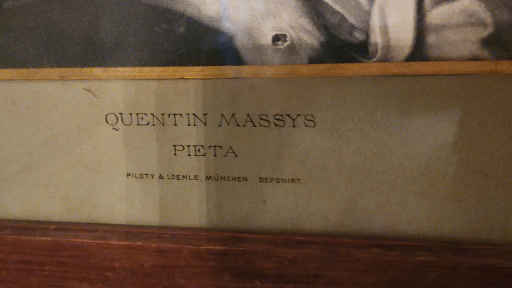 QUENTIN MASSYS
PIETA
PILOTY & LOEHLE, MÜNCHEN DEPONIRT.